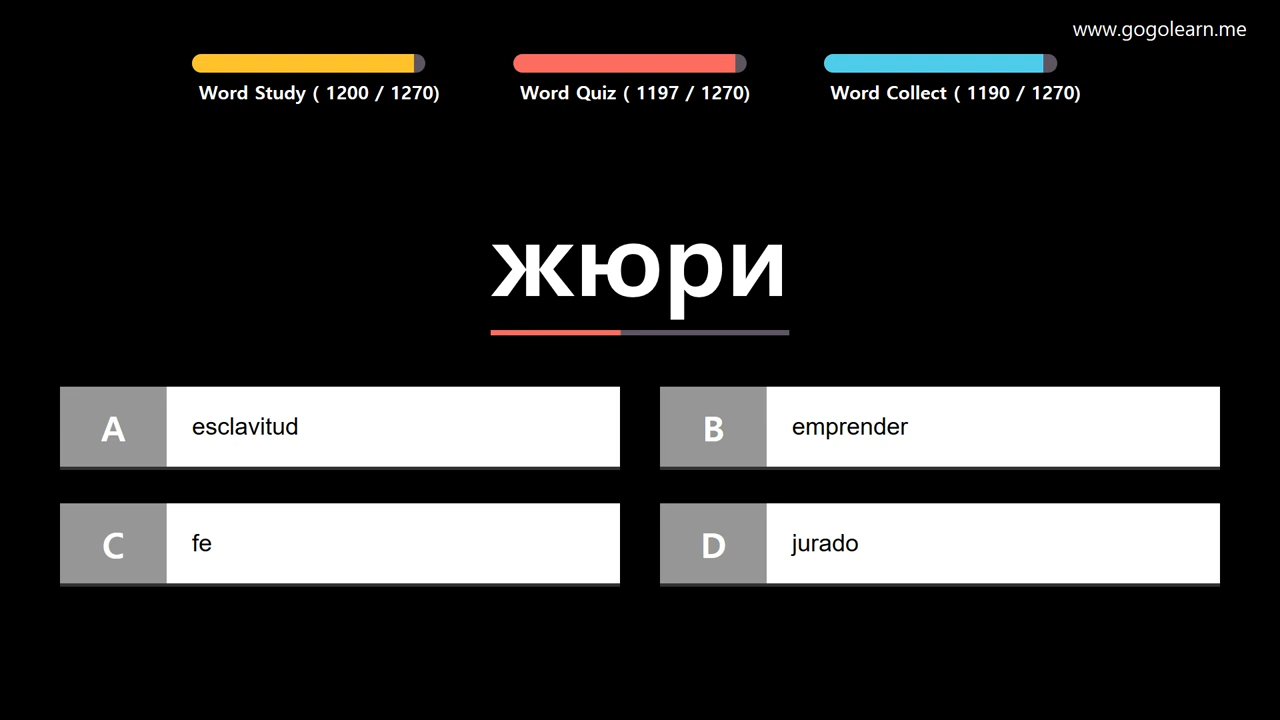 www.gogolearn.me
Word Study ( 1200 / 1270)
Word Quiz ( 1197 / 1270)
Word Collect ( 1190 / 1270)
жюри
A esclavitud
B emprender
C fe
D jurado